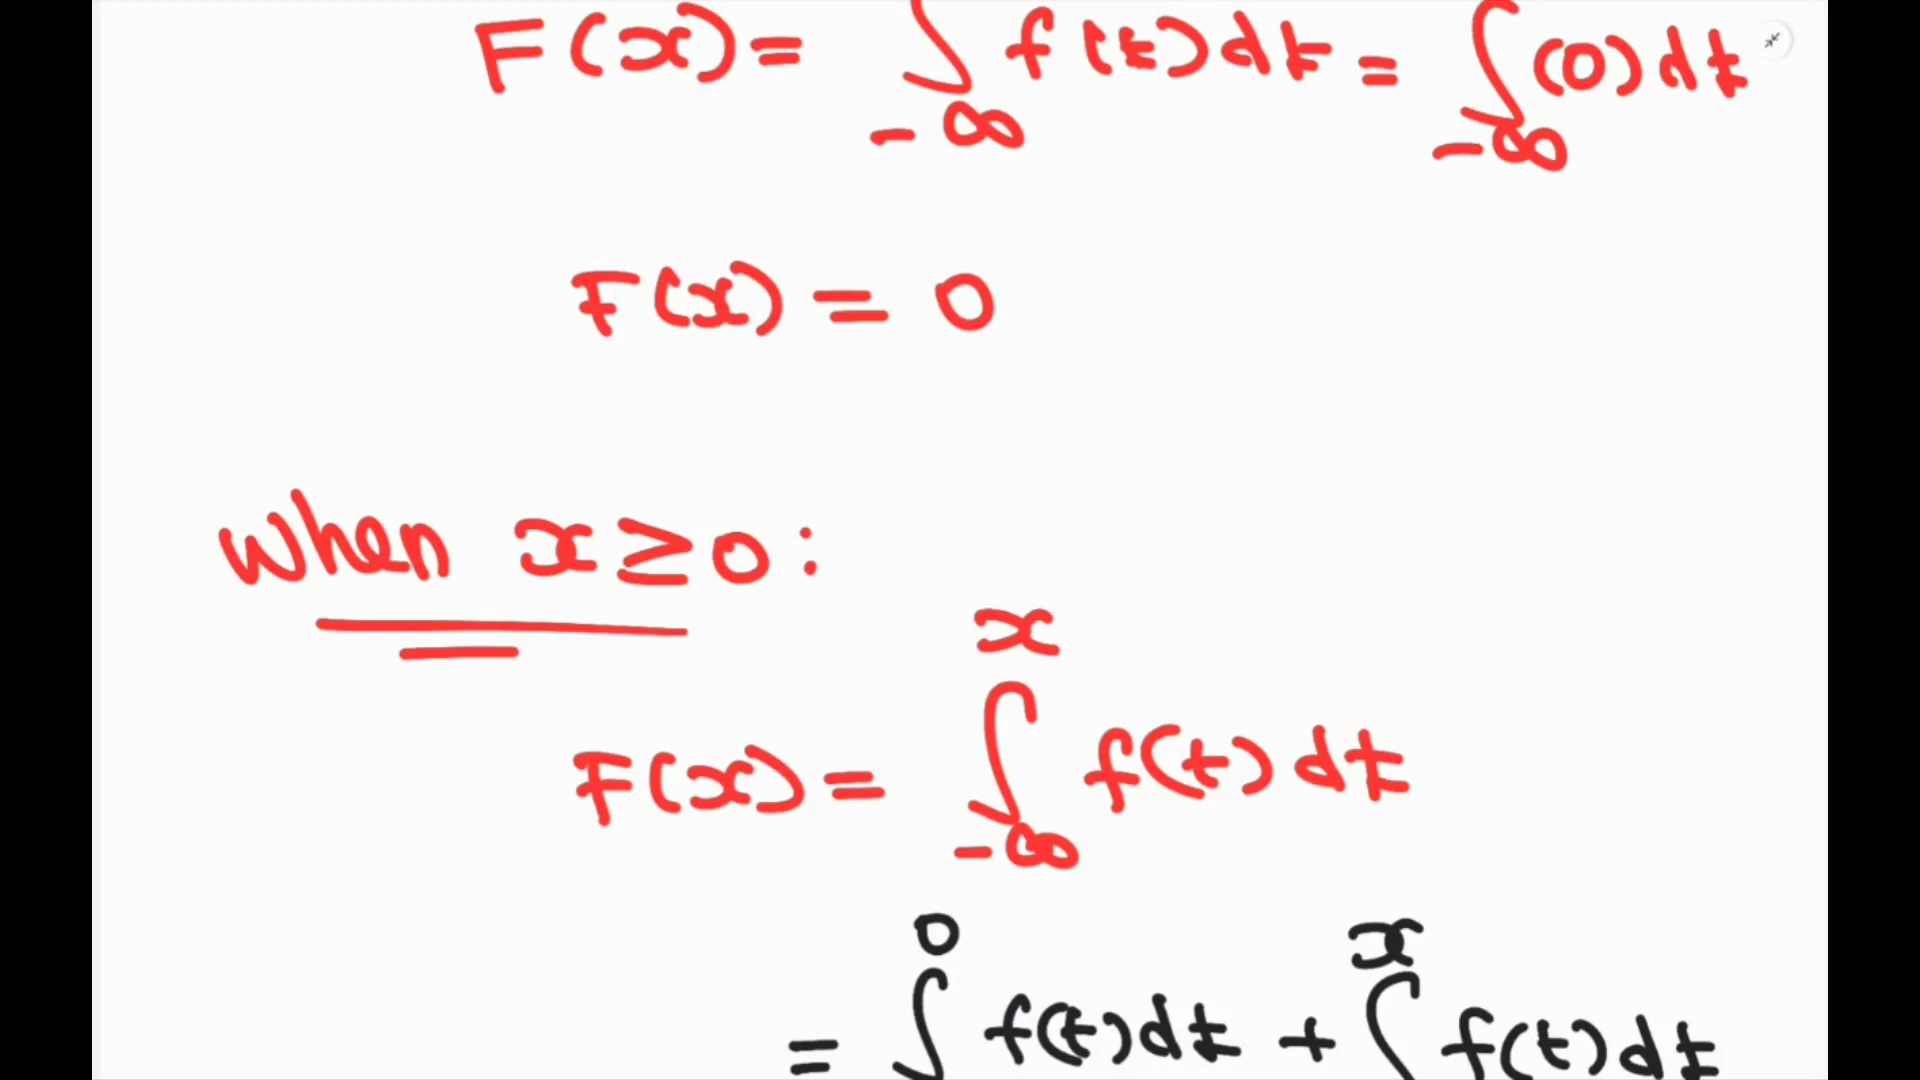 F(x) = ∫_{-∞} f(t) dt = ∫_{-∞} (0) dt
F(x) = 0
When x ≥ 0 :
F(x) = ∫_{-∞}^{x} f(t) dt
= ∫^{0} f(t) dt + ∫^{x} f(t) dt